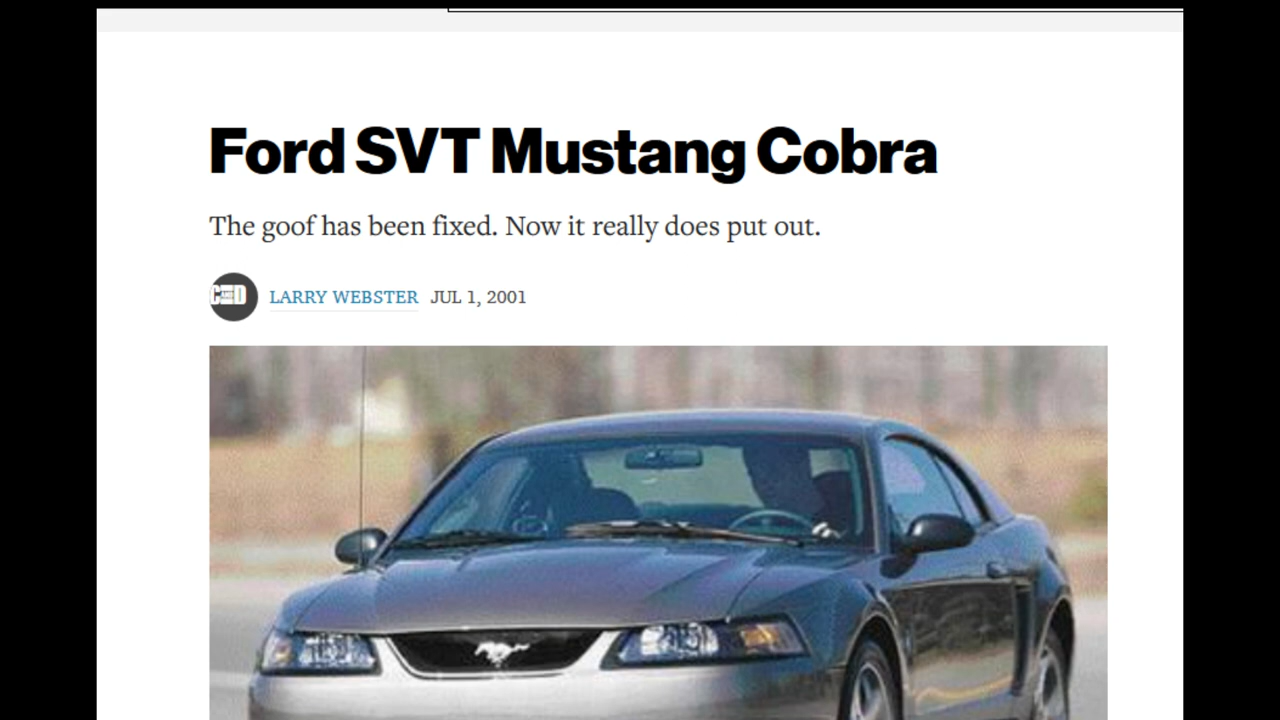 Ford SVT Mustang Cobra
The goof has been fixed. Now it really does put out.
LARRY WEBSTER JUL 1, 2001